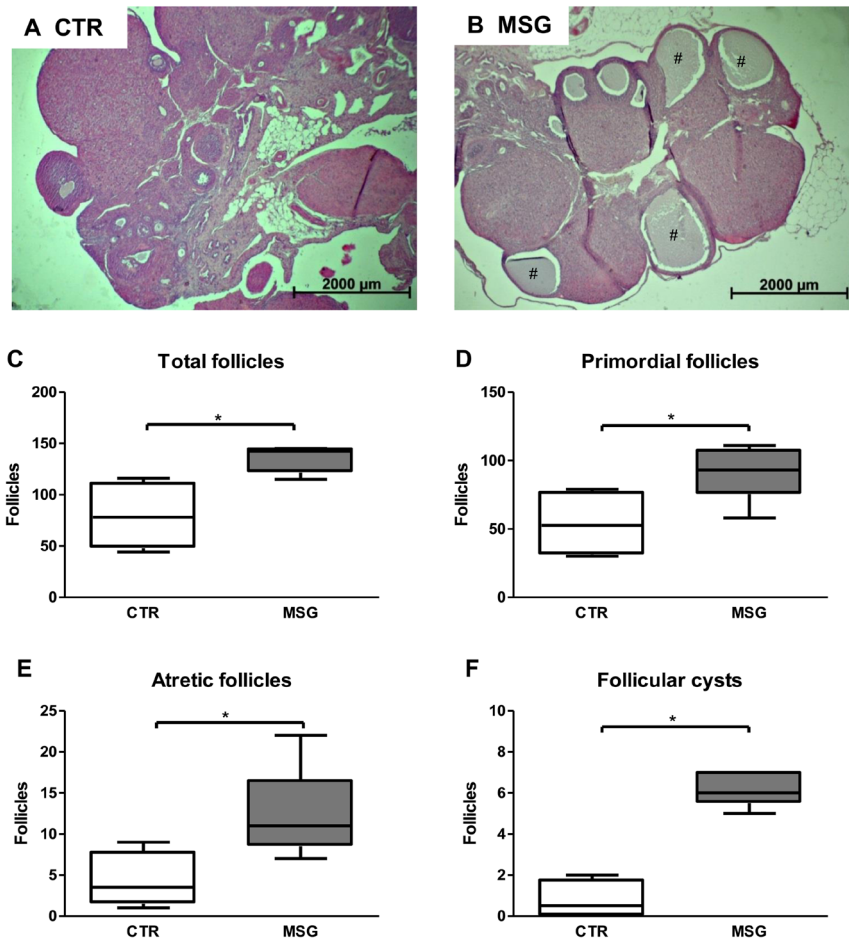 A CTR
B MSG
#
#
#
#
2000 µm
2000 µm
C
Total follicles
Follicles
200
150
100
50
0
*
CTR
MSG
D
Primordial follicles
Follicles
150
100
50
0
*
CTR
MSG
E
Atretic follicles
Follicles
25
20
15
10
5
0
*
CTR
MSG
F
Follicular cysts
Follicles
10
8
6
4
2
0
*
CTR
MSG